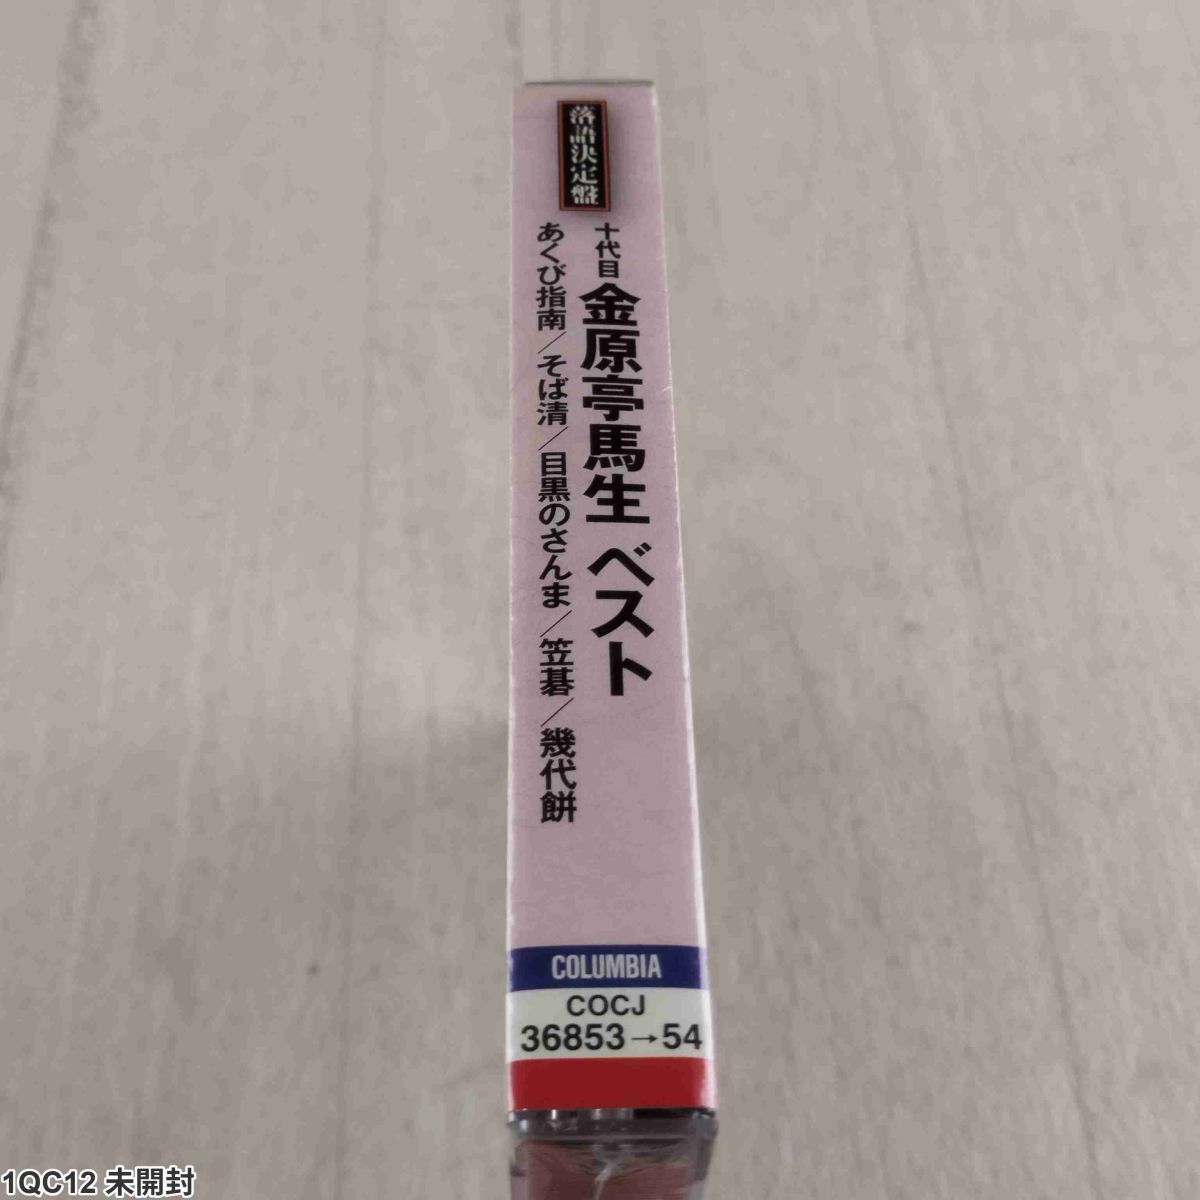 落語決定盤
十代目 金原亭馬生 ベスト
あくび指南/そば清/目黒のさんま/笠碁/幾代餅
COLUMBIA
COCJ
36853→54
1QC12 未開封